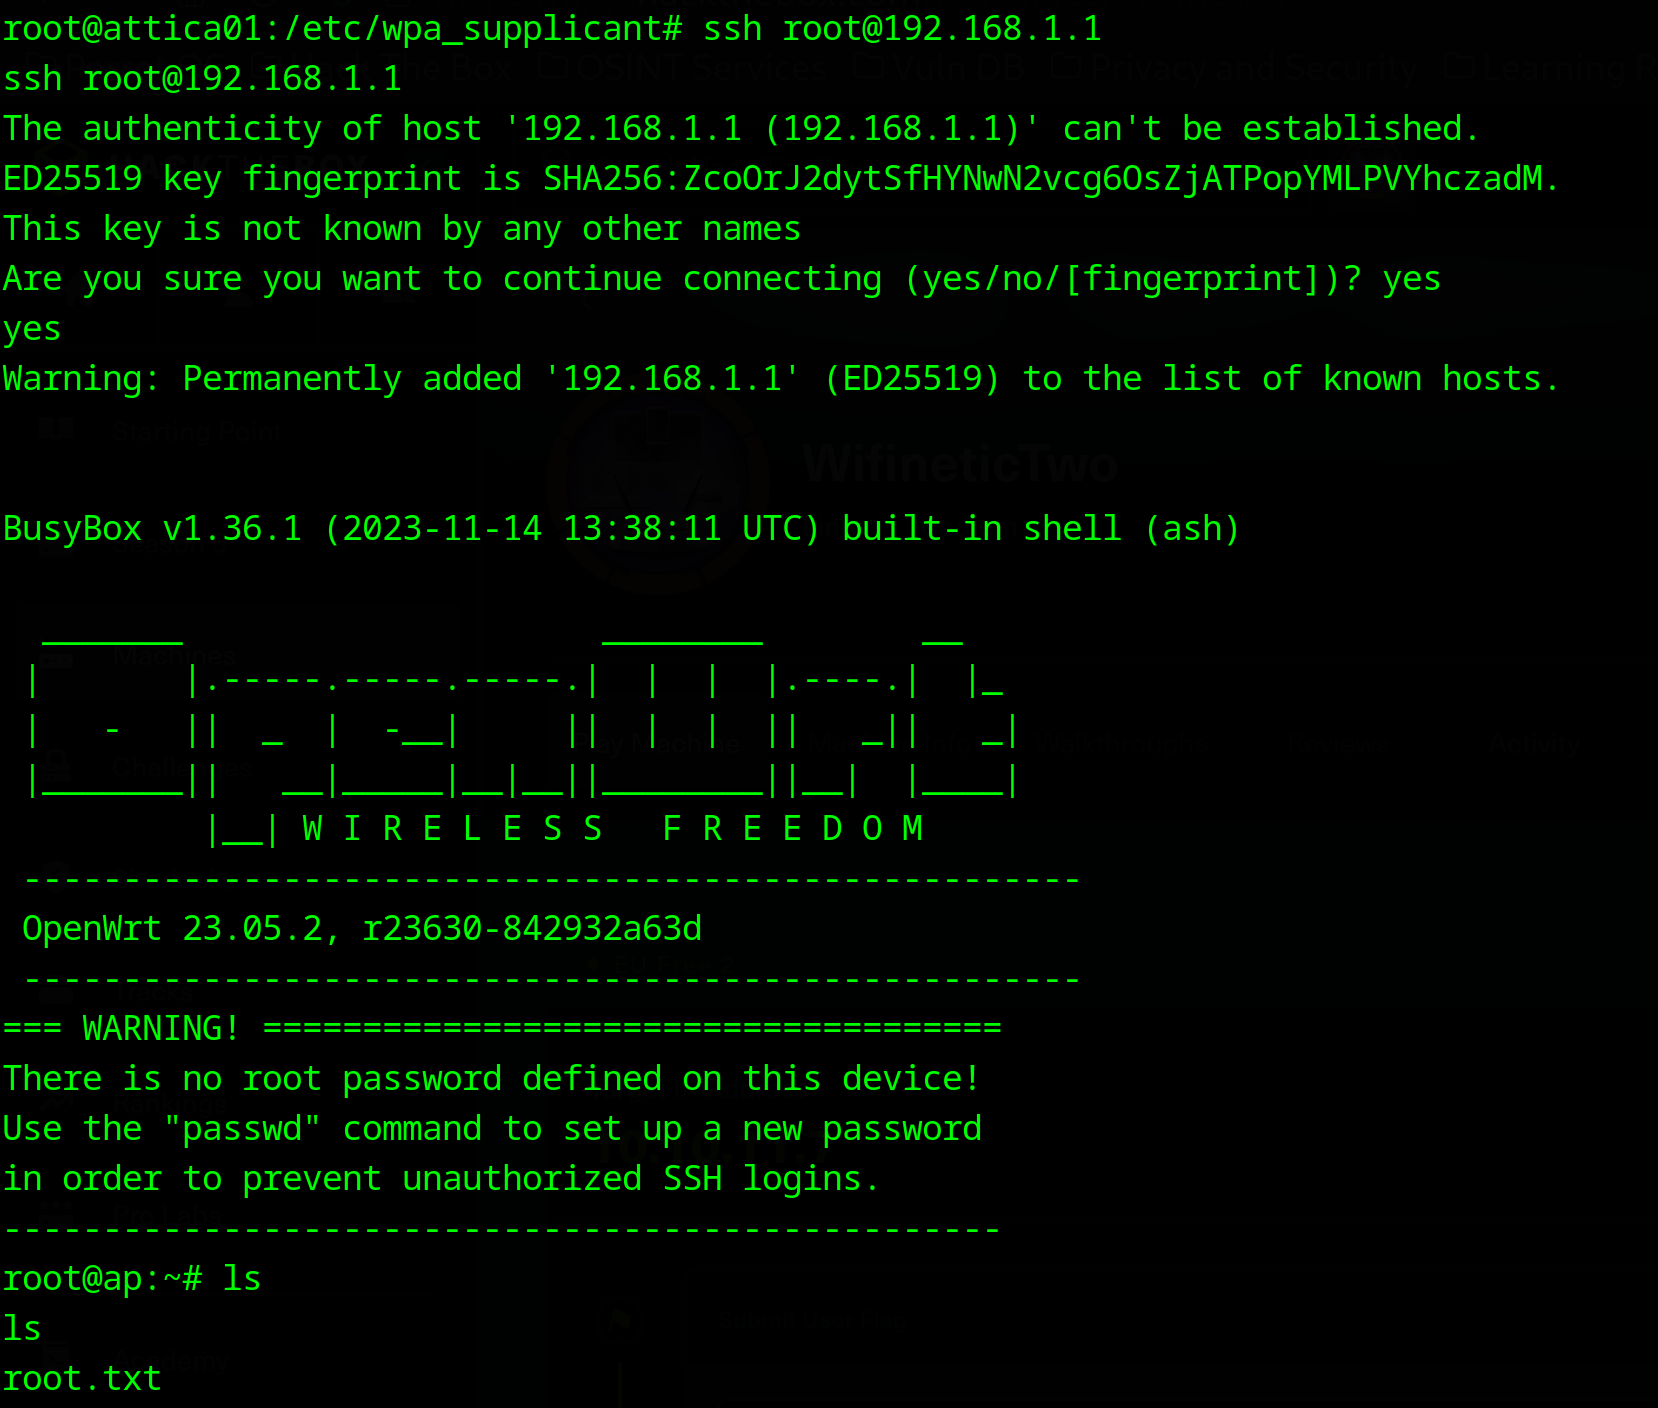 root@attica01:/etc/wpa_supplicant# ssh root@192.168.1.1
ssh root@192.168.1.1
The authenticity of host '192.168.1.1 (192.168.1.1)' can't be established.
ED25519 key fingerprint is SHA256:ZcoOrJ2dytSfHYNwN2vcg6OsZjATPopYMLPVYhczadM.
This key is not known by any other names
Are you sure you want to continue connecting (yes/no/[fingerprint])? yes
yes
Warning: Permanently added '192.168.1.1' (ED25519) to the list of known hosts.
Starting Point
WifineticTwo
BusyBox v1.36.1 (2023-11-14 13:38:11 UTC) built-in shell (ash)
  _______                     ________        __
 |       |.-----.-----.-----.|  |  |  |.----.|  |_
 |   -   ||  _  |  -__|     ||  |  |  ||   _||   _|
 |_______||   __|_____|__|__||________||__|  |____|
          |__| W I R E L E S S   F R E E D O M
 -----------------------------------------------------
 OpenWrt 23.05.2, r23630-842932a63d
 -----------------------------------------------------
=== WARNING! =====================================
There is no root password defined on this device!
Use the "passwd" command to set up a new password
in order to prevent unauthorized SSH logins.
--------------------------------------------------
root@ap:~# ls
ls
root.txt